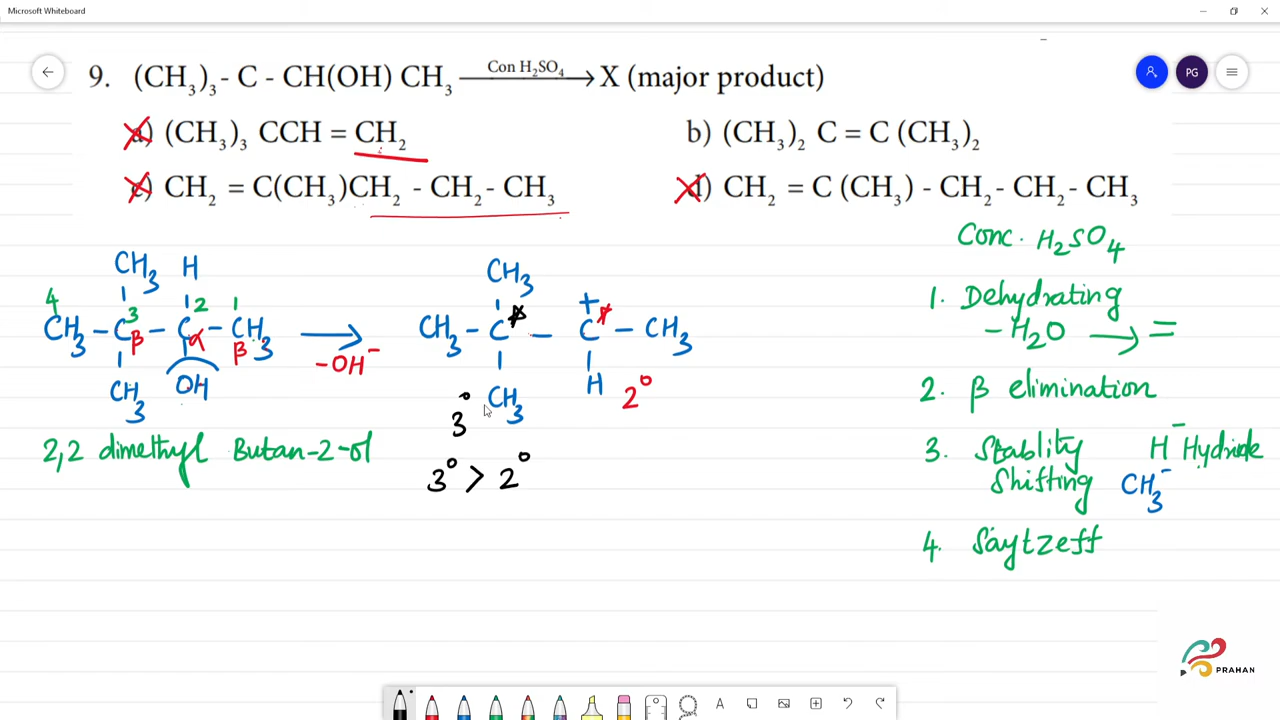 Microsoft Whiteboard
PG
9. (CH₃)₃- C - CH(OH) CH₃ —Con H₂SO₄→ X (major product)
a) (CH₃)₃ CCH = CH₂
b) (CH₃)₂ C = C (CH₃)₂
c) CH₂ = C(CH₃)CH₂ - CH₂- CH₃
d) CH₂ = C (CH₃) - CH₂- CH₂- CH₃
CH₃ H
4 3 2 1
CH₃ – C – C – CH₃
β α β
CH₃ OH
-OH⁻
CH₃ +
CH₃ – C* – C* – CH₃
CH₃ H 2°
3°
2,2 dimethyl Butan-2-ol
3° > 2°
Conc. H₂SO₄
1. Dehydrating
-H₂O → =
2. β elimination
3. Stablity H⁻ Hydride
Shifting CH₃⁻
4. Saytzeff
PRAHAN
A